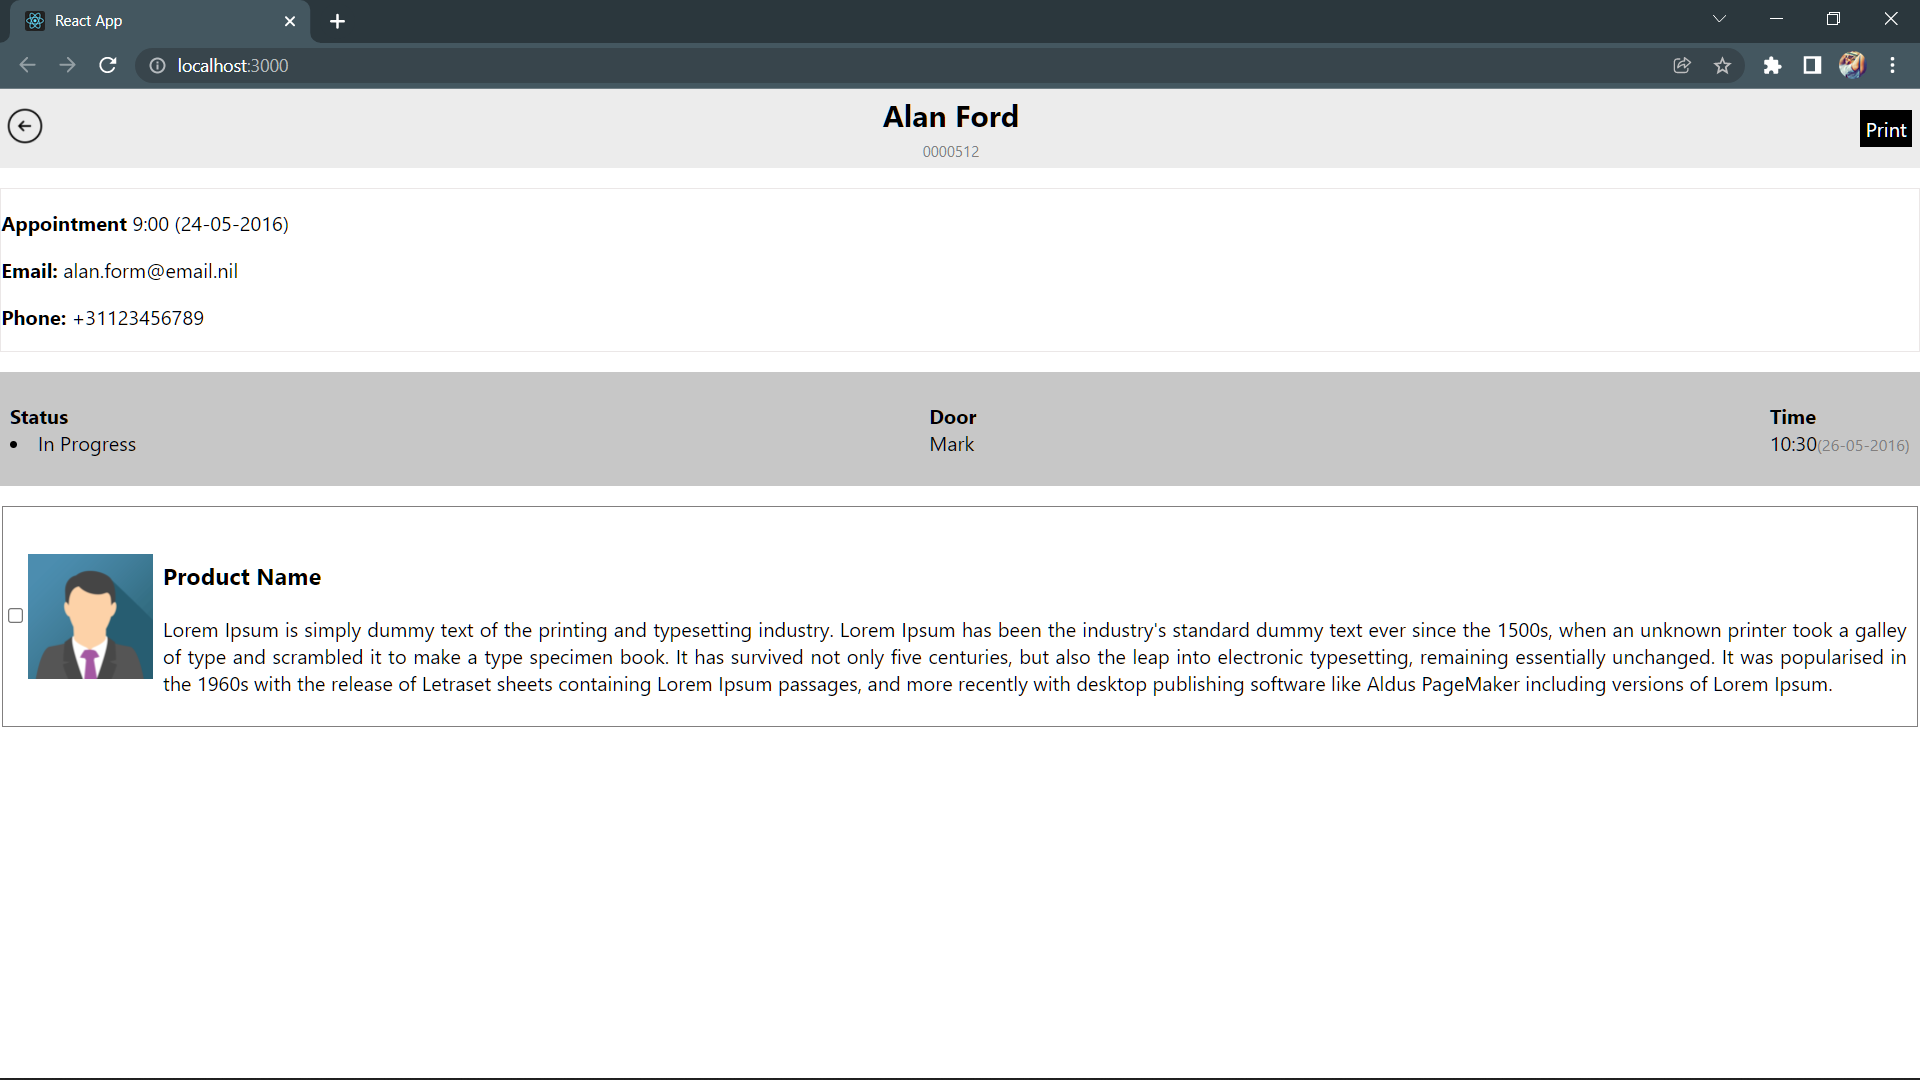 React App
localhost:3000
Alan Ford
0000512
Print
Appointment 9:00 (24-05-2016)
Email: alan.form@email.nil
Phone: +31123456789
Status
Door
Time
• In Progress
Mark
10:30(26-05-2016)
Product Name
Lorem Ipsum is simply dummy text of the printing and typesetting industry. Lorem Ipsum has been the industry's standard dummy text ever since the 1500s, when an unknown printer took a galley
of type and scrambled it to make a type specimen book. It has survived not only five centuries, but also the leap into electronic typesetting, remaining essentially unchanged. It was popularised in
the 1960s with the release of Letraset sheets containing Lorem Ipsum passages, and more recently with desktop publishing software like Aldus PageMaker including versions of Lorem Ipsum.